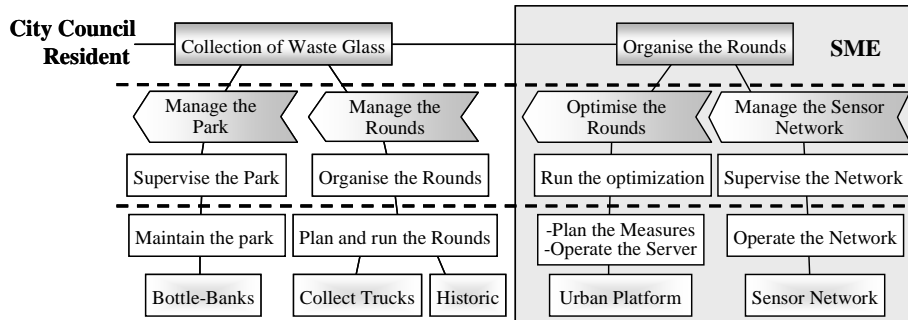 City Council
Resident
Collection of Waste Glass
Organise the Rounds
SME
Manage the
Park
Manage the
Rounds
Optimise the
Rounds
Manage the Sensor
Network
Supervise the Park
Organise the Rounds
Run the optimization
Supervise the Network
Maintain the park
Plan and run the Rounds
-Plan the Measures
-Operate the Server
Operate the Network
Bottle-Banks
Collect Trucks
Historic
Urban Platform
Sensor Network